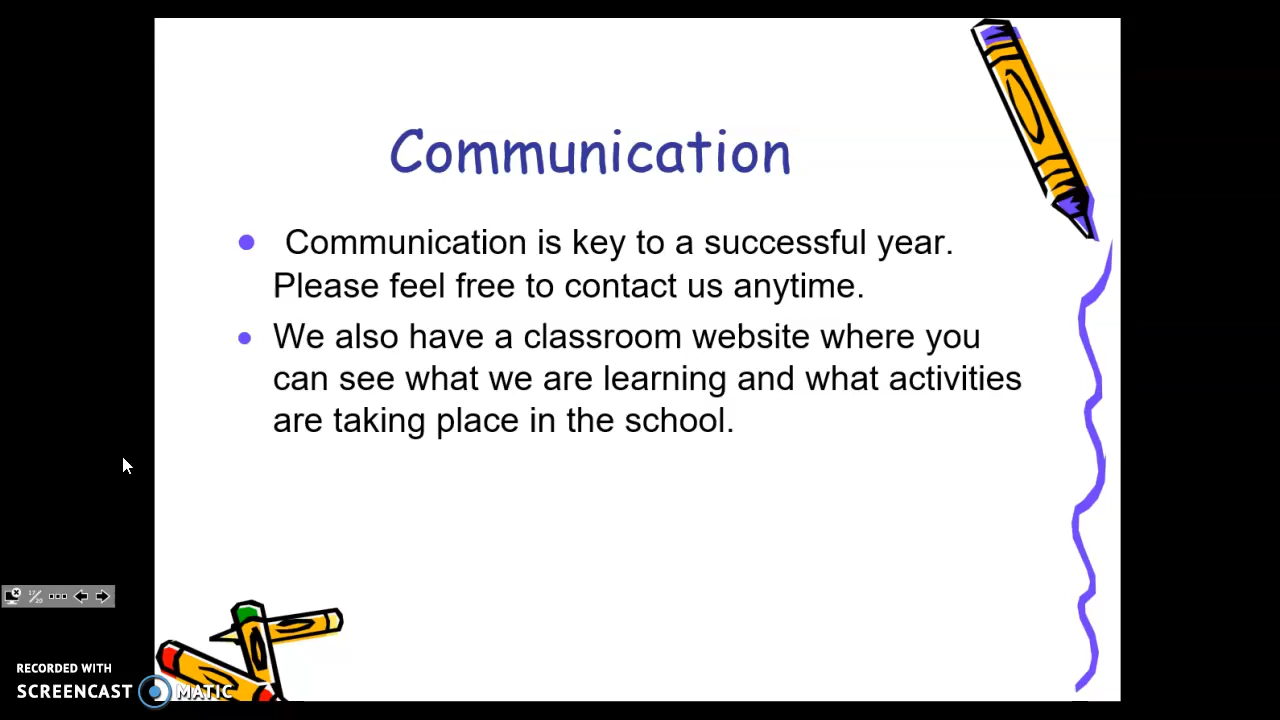 Communication
Communication is key to a successful year.
Please feel free to contact us anytime.
We also have a classroom website where you
can see what we are learning and what activities
are taking place in the school.
17/20
RECORDED WITH
SCREENCAST MATIC